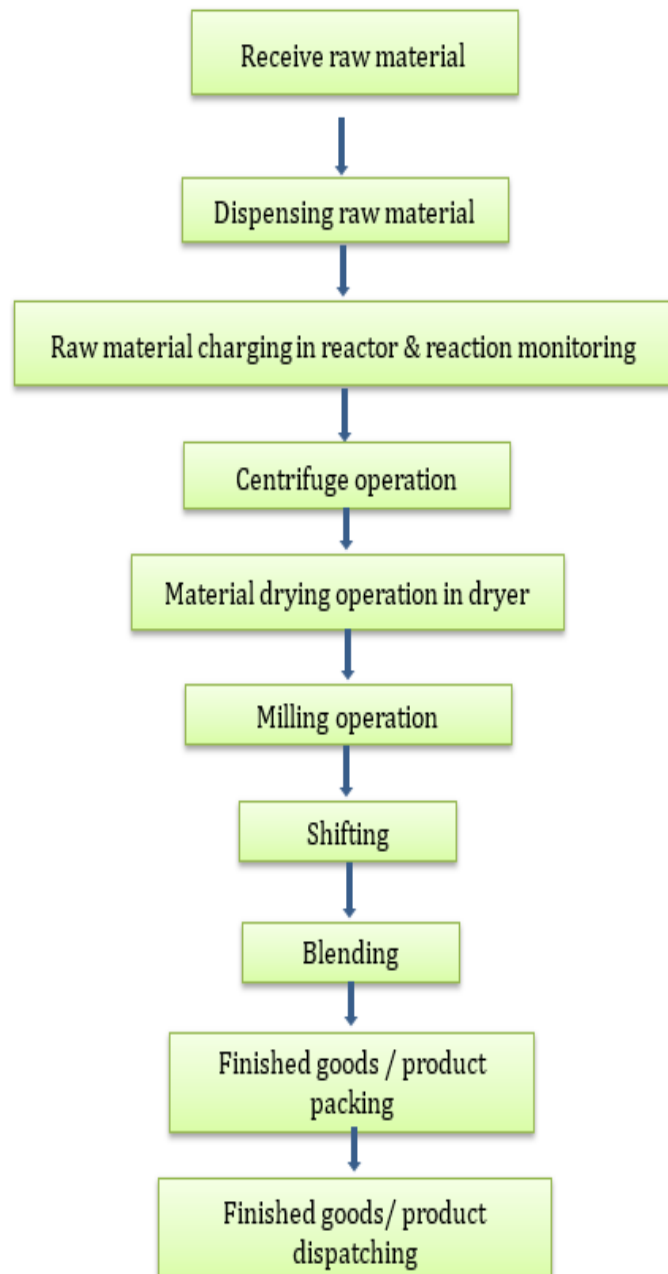 Receive raw material
Dispensing raw material
Raw material charging in reactor & reaction monitoring
Centrifuge operation
Material drying operation in dryer
Milling operation
Shifting
Blending
Finished goods / product
packing
Finished goods/ product
dispatching